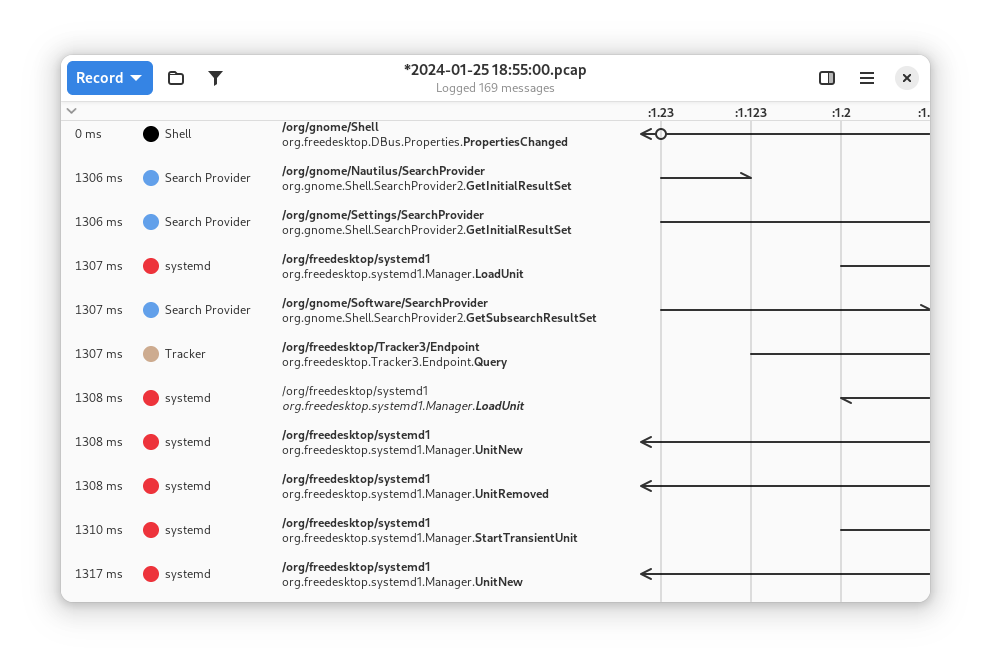 Record
*2024-01-25 18:55:00.pcap
Logged 169 messages
:1.23 :1.123 :1.2 :1.
0 ms Shell /org/gnome/Shell
org.freedesktop.DBus.Properties.PropertiesChanged
1306 ms Search Provider /org/gnome/Nautilus/SearchProvider
org.gnome.Shell.SearchProvider2.GetInitialResultSet
1306 ms Search Provider /org/gnome/Settings/SearchProvider
org.gnome.Shell.SearchProvider2.GetInitialResultSet
1307 ms systemd /org/freedesktop/systemd1
org.freedesktop.systemd1.Manager.LoadUnit
1307 ms Search Provider /org/gnome/Software/SearchProvider
org.gnome.Shell.SearchProvider2.GetSubsearchResultSet
1307 ms Tracker /org/freedesktop/Tracker3/Endpoint
org.freedesktop.Tracker3.Endpoint.Query
1308 ms systemd /org/freedesktop/systemd1
org.freedesktop.systemd1.Manager.LoadUnit
1308 ms systemd /org/freedesktop/systemd1
org.freedesktop.systemd1.Manager.UnitNew
1308 ms systemd /org/freedesktop/systemd1
org.freedesktop.systemd1.Manager.UnitRemoved
1310 ms systemd /org/freedesktop/systemd1
org.freedesktop.systemd1.Manager.StartTransientUnit
1317 ms systemd /org/freedesktop/systemd1
org.freedesktop.systemd1.Manager.UnitNew